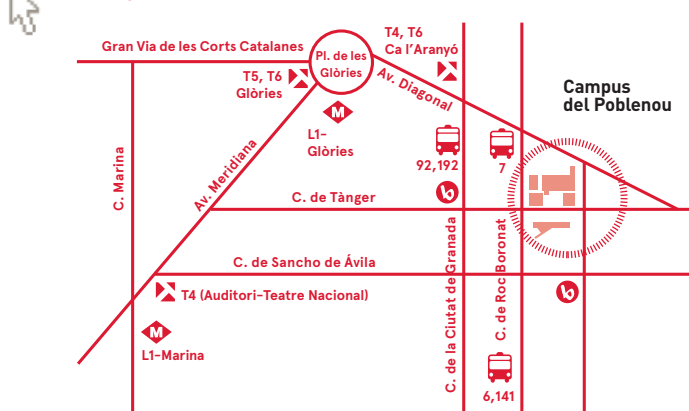 Gran Via de les Corts Catalanes
Pl. de les
Glòries
T4, T6
Ca l’Aranyó
T5, T6
Glòries
Av. Diagonal
Campus
del Poblenou
M
L1-
Glòries
92,192
7
C. Marina
Av. Meridiana
C. de Tànger
b
C. de Sancho de Ávila
T4 (Auditori-Teatre Nacional)
b
M
L1-Marina
C. de la Ciutat de Granada
C. de Roc Boronat
6,141